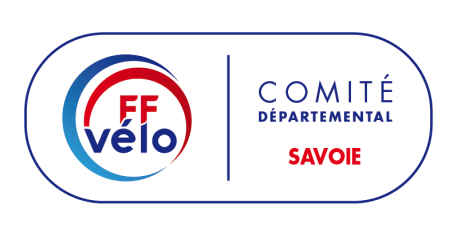 FF
vélo
COMITÉ
DÉPARTEMENTAL
SAVOIE